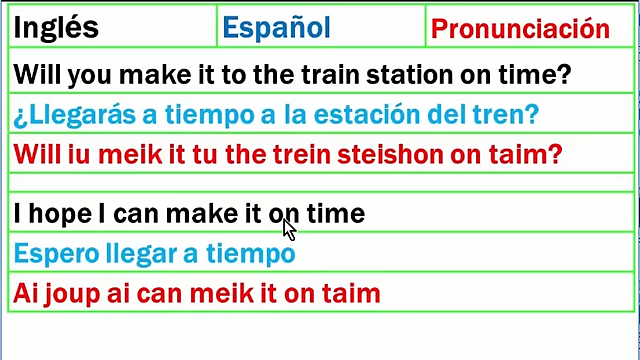 Inglés Español Pronunciación
Will you make it to the train station on time?
¿Llegarás a tiempo a la estación del tren?
Will iu meik it tu the trein steishon on taim?
I hope I can make it on time
Espero llegar a tiempo
Ai joup ai can meik it on taim